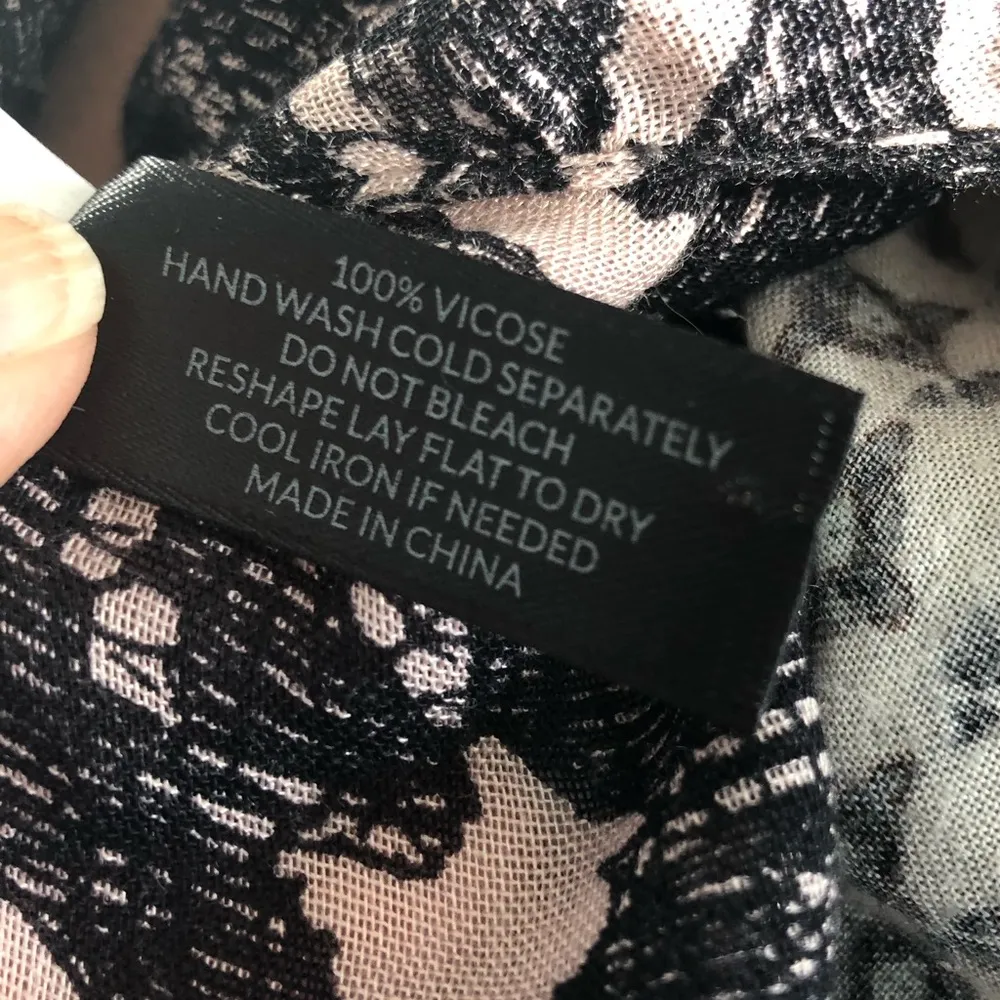 100% VICOSE
HAND WASH COLD SEPARATELY
DO NOT BLEACH
RESHAPE LAY FLAT TO DRY
COOL IRON IF NEEDED
MADE IN CHINA